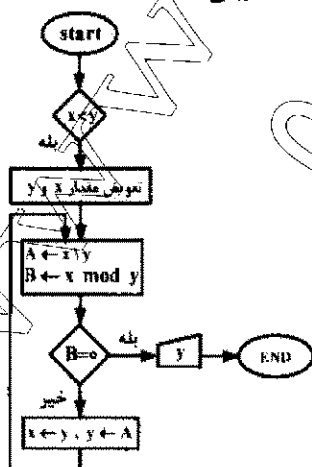 start
x<y
بله
تعویض مقدار x و y
A ← x \ y
B ← x mod y
B=0
بله
y
END
خیر
x ← y , y ← A